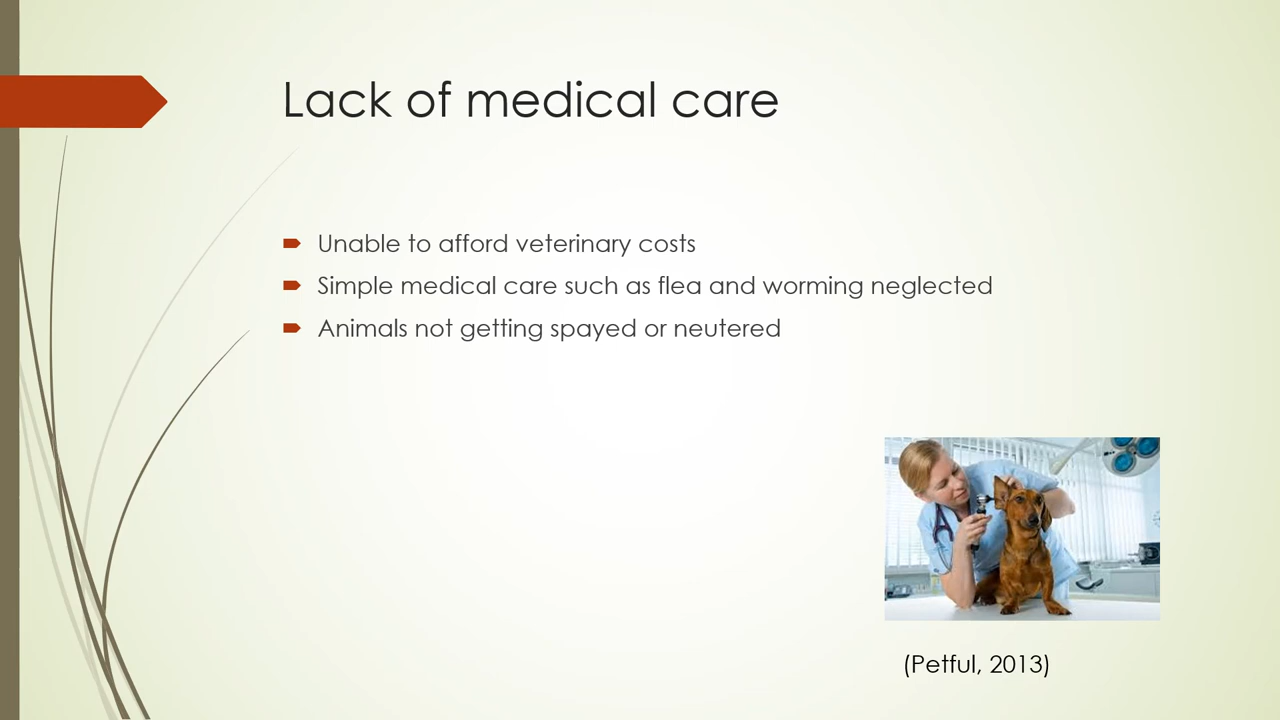 Lack of medical care
Unable to afford veterinary costs
Simple medical care such as flea and worming neglected
Animals not getting spayed or neutered
(Petful, 2013)